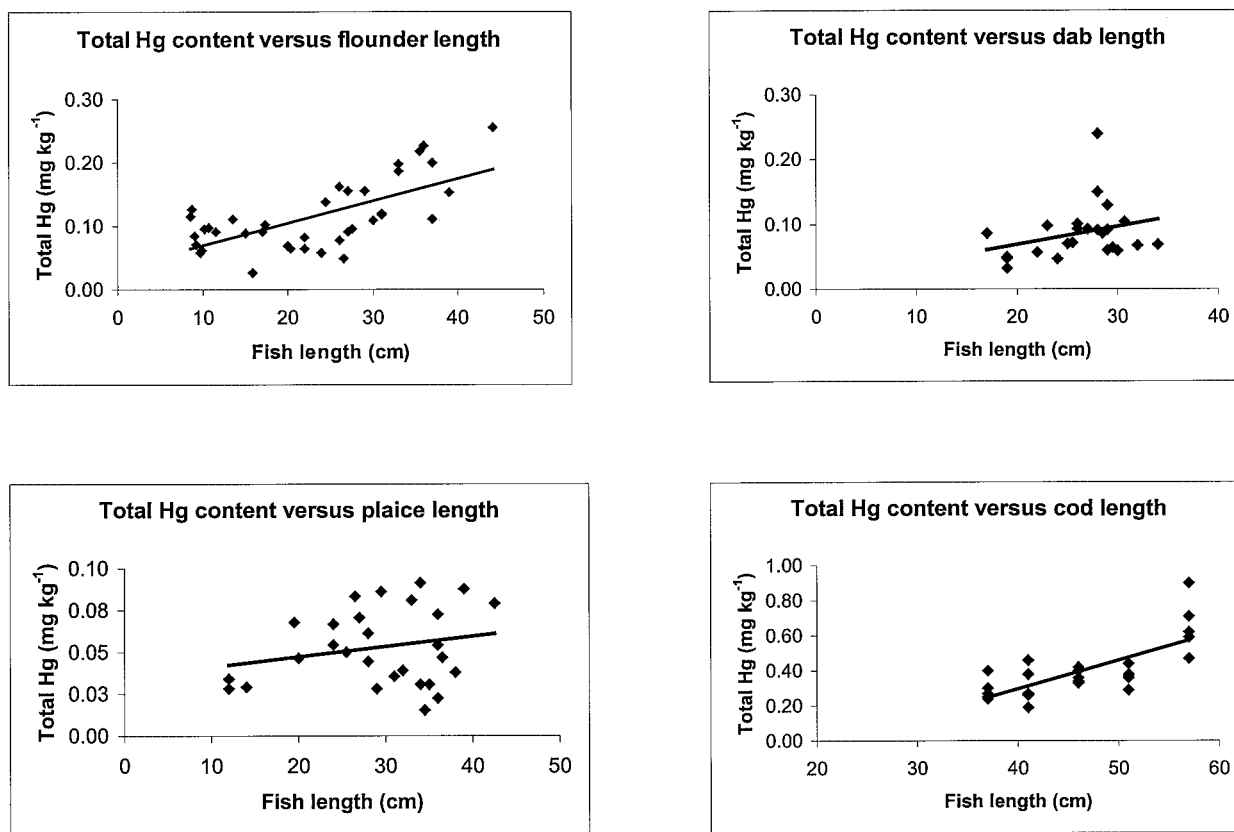 Total Hg content versus flounder length
0.30
0.20
0.10
0.00
Total Hg (mg kg⁻¹)
0 10 20 30 40 50
Fish length (cm)
Total Hg content versus dab length
0.30
0.20
0.10
0.00
Total Hg (mg kg⁻¹)
0 10 20 30 40
Fish length (cm)
Total Hg content versus plaice length
0.10
0.08
0.05
0.03
0.00
Total Hg (mg kg⁻¹)
0 10 20 30 40 50
Fish length (cm)
Total Hg content versus cod length
1.00
0.80
0.60
0.40
0.20
0.00
Total Hg (mg kg⁻¹)
20 30 40 50 60
Fish length (cm)